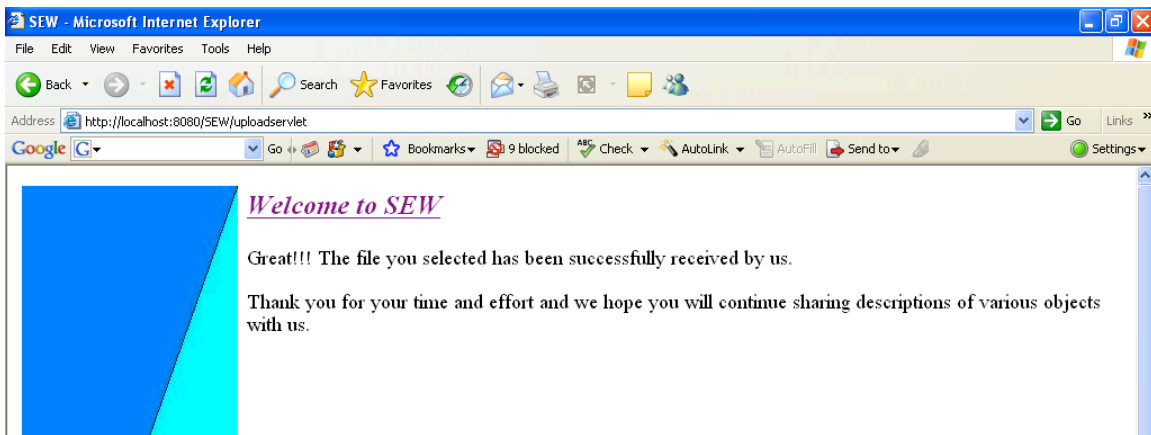 SEW - Microsoft Internet Explorer
File Edit View Favorites Tools Help
Back Search Favorites
Address http://localhost:8080/SEW/uploadservlet Go Links »
Google G Go Bookmarks 9 blocked ABC Check AutoLink AutoFill Send to Settings
Welcome to SEW
Great!!! The file you selected has been successfully received by us.
Thank you for your time and effort and we hope you will continue sharing descriptions of various objects
with us.